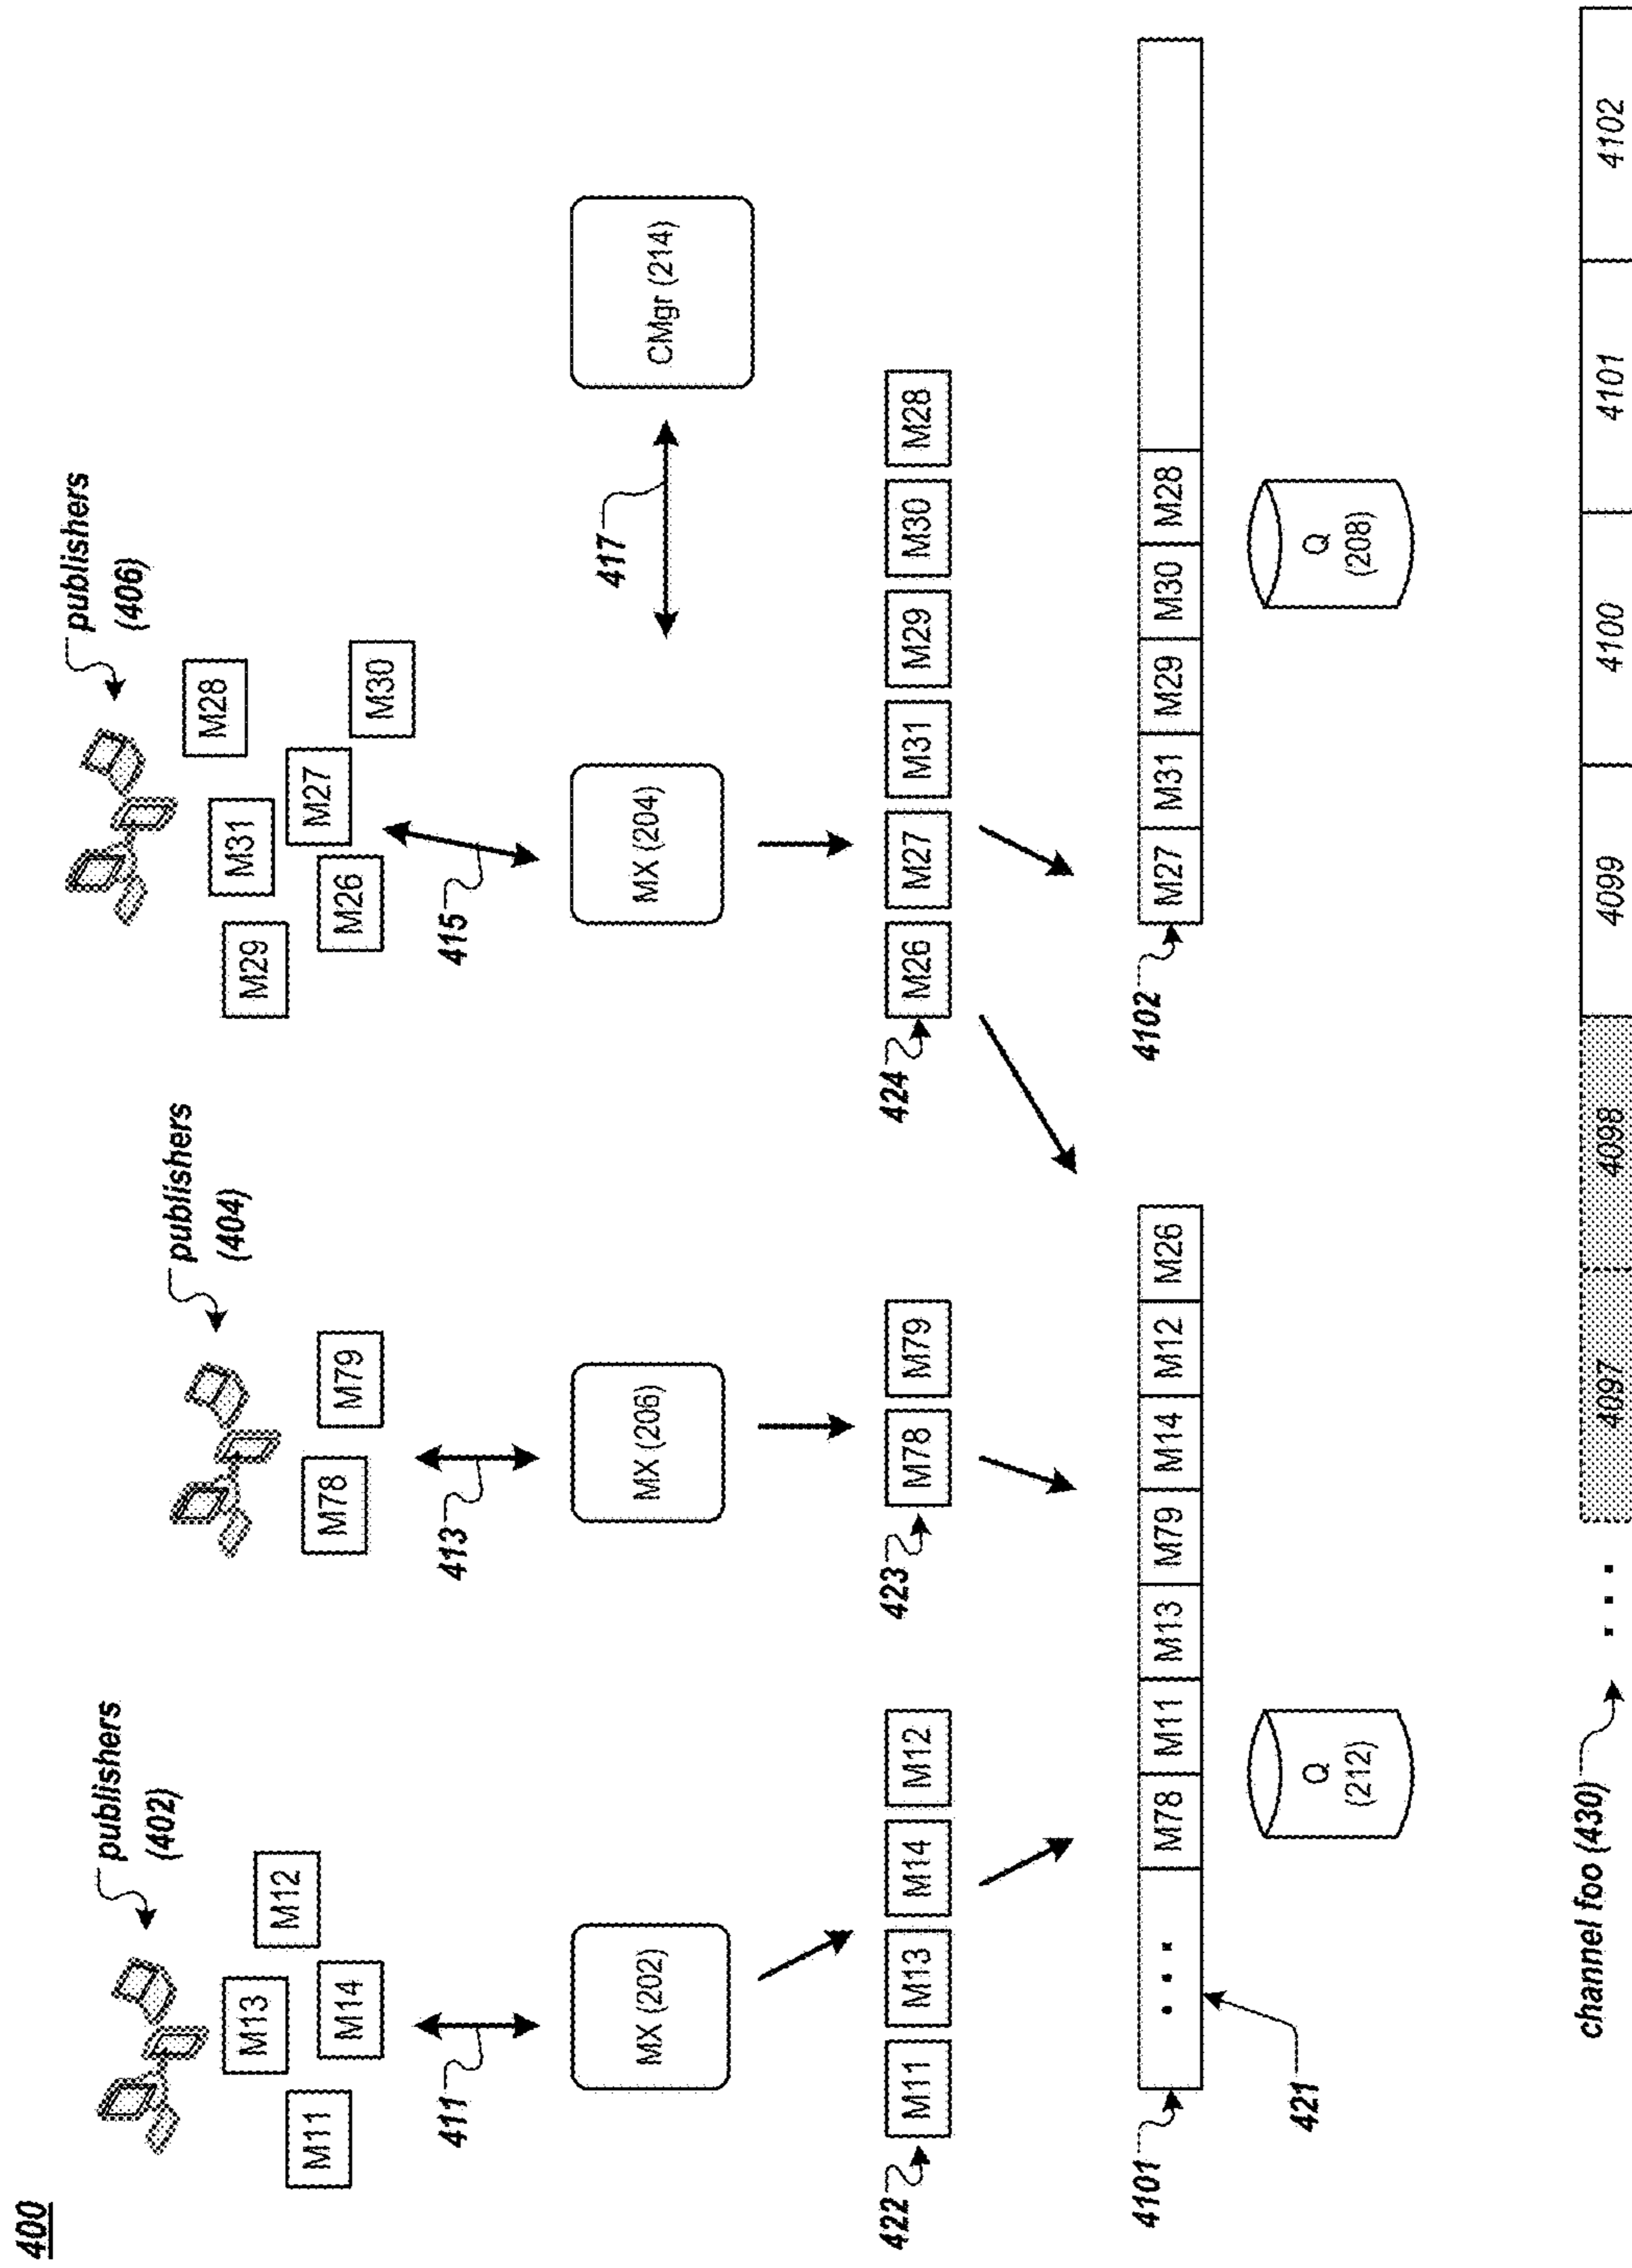 400
publishers
(402)
publishers
(404)
publishers
(406)
M11
M13
M14
M12
M78
M79
M29
M26
M31
M27
M28
M30
411
413
415
417
MX (202)
MX (206)
MX (204)
CMgr (214)
422
M11
M13
M14
M12
423
M78
M79
424
M26
M27
M31
M29
M30
M28
4101
. . .
M78
M11
M13
M79
M14
M12
M26
421
4102
M27
M31
M29
M30
M28
Q
(212)
Q
(208)
channel foo (430)
. . .
4097
4098
4099
4100
4101
4102